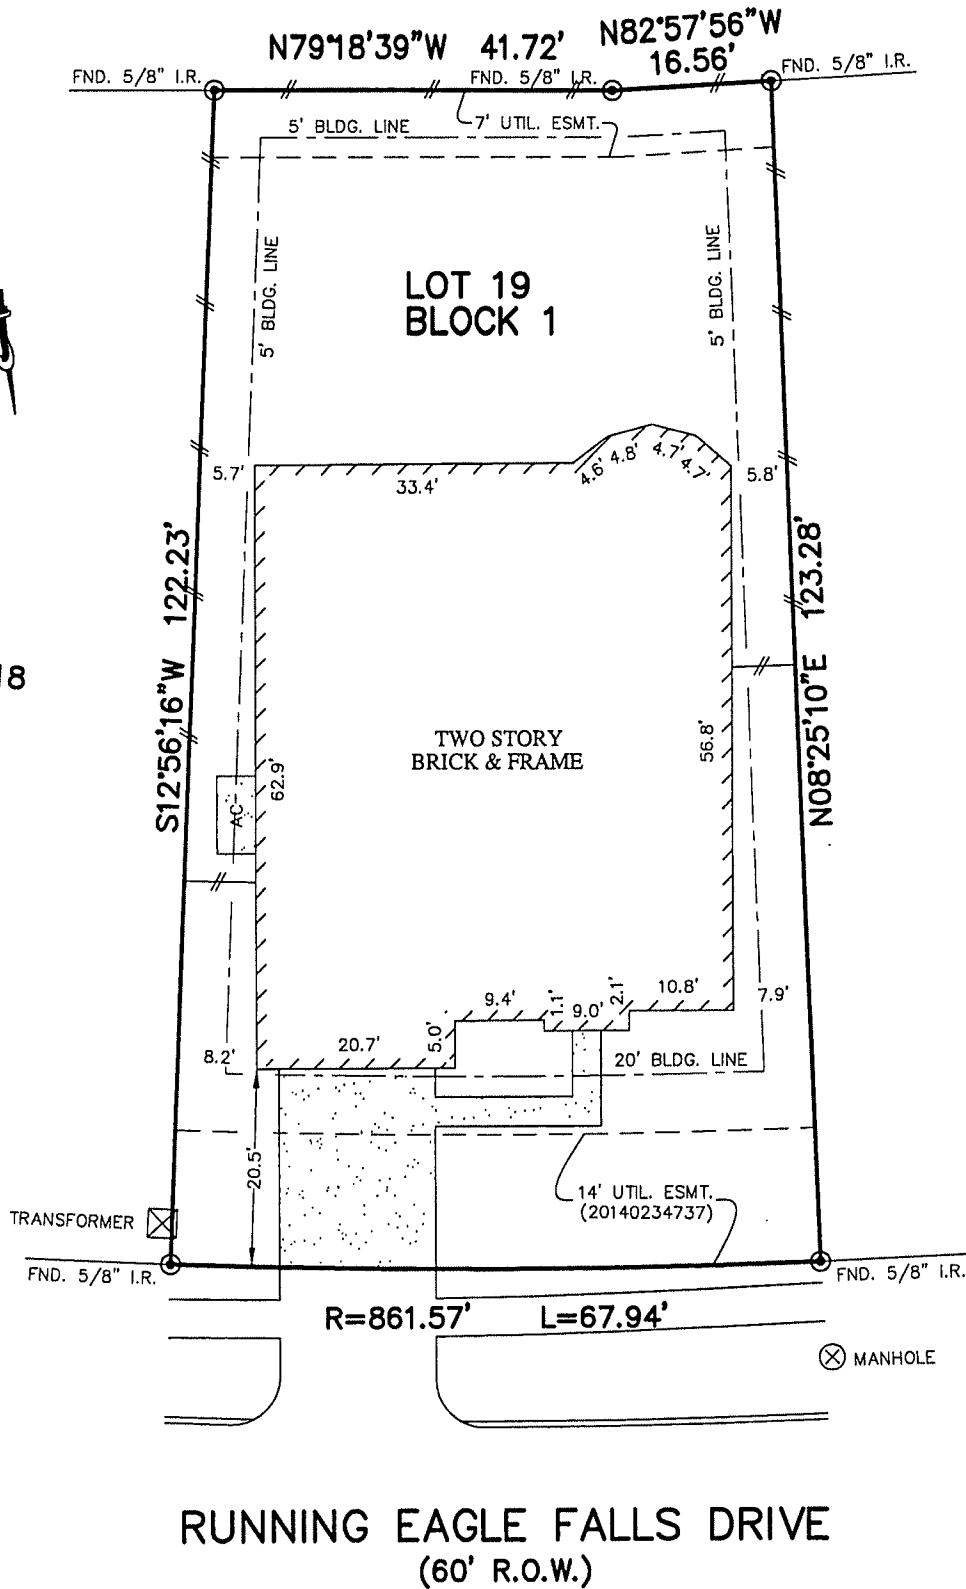 N79°18'39"W 41.72'
N82°57'56"W
16.56'
FND. 5/8" I.R.
FND. 5/8" I.R.
FND. 5/8" I.R.
5' BLDG. LINE
7' UTIL. ESMT.
5' BLDG. LINE
5' BLDG. LINE
LOT 19
BLOCK 1
5.7'
33.4'
4.6'
4.8'
4.7'
4.7'
5.8'
S12°56'16"W 122.23'
N08°25'10"E 123.28'
18
TWO STORY
BRICK & FRAME
62.9'
56.8'
AC
9.4'
1.1'
9.0'
2.1'
10.8'
7.9'
8.2'
20.7'
5.0'
20' BLDG. LINE
20.5'
14' UTIL. ESMT.
(20140234737)
TRANSFORMER
FND. 5/8" I.R.
FND. 5/8" I.R.
R=861.57' L=67.94'
MANHOLE
RUNNING EAGLE FALLS DRIVE
(60' R.O.W.)